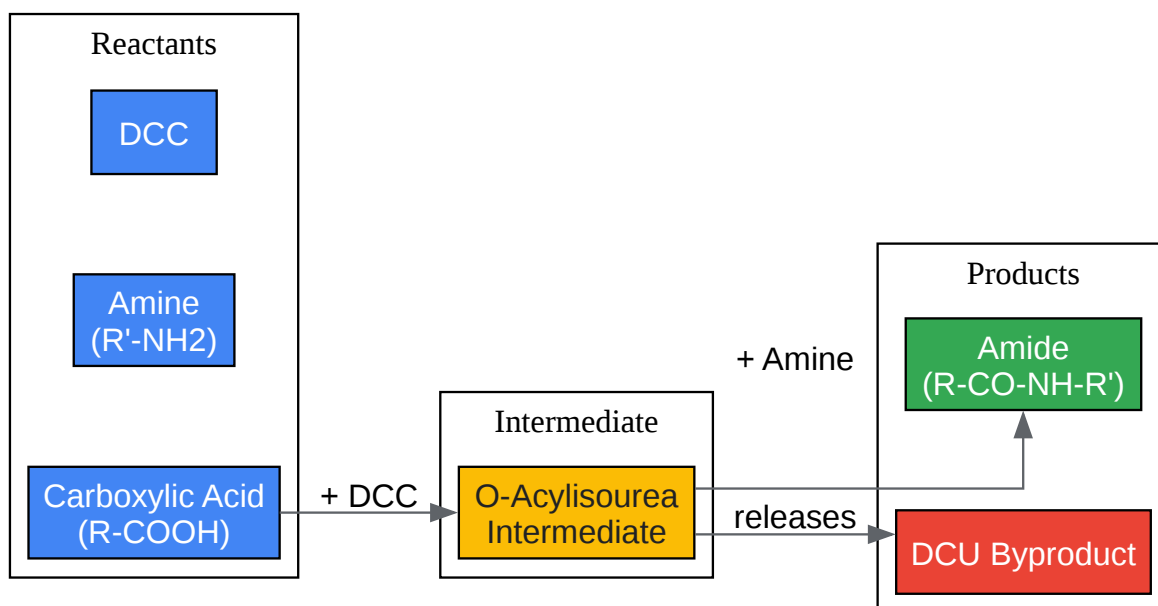 Reactants
DCC
Amine
(R'-NH2)
Carboxylic Acid
(R-COOH)
+ DCC
Intermediate
O-Acylisourea
Intermediate
+ Amine
releases
Products
Amide
(R-CO-NH-R')
DCU Byproduct